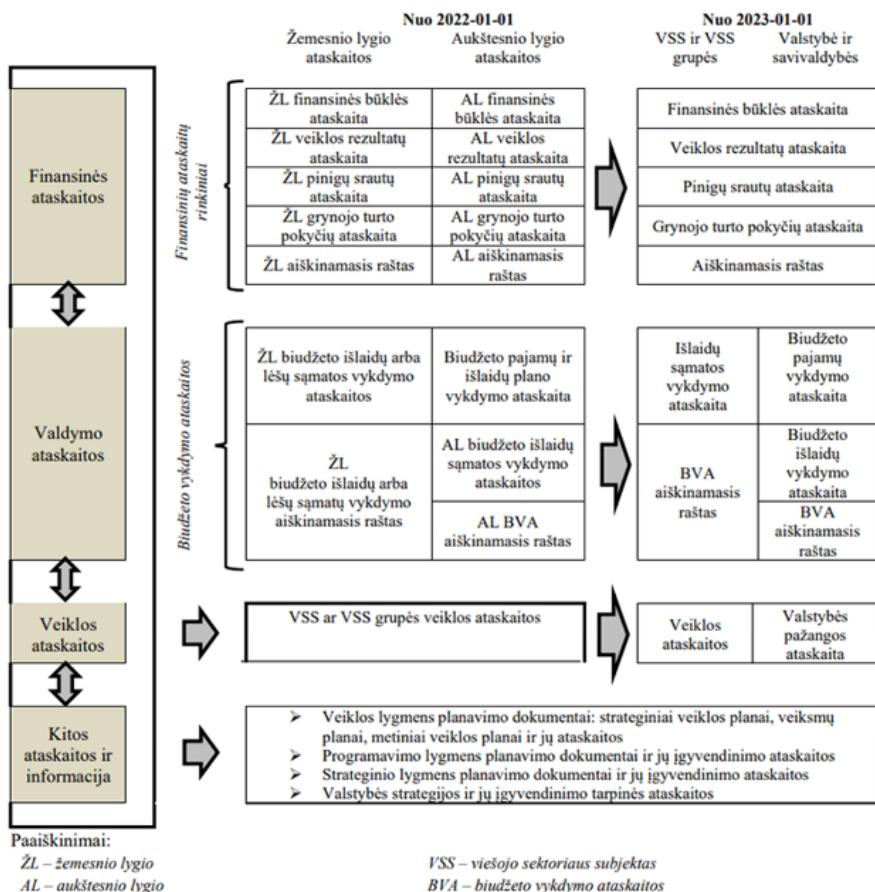 Nuo 2022-01-01
Nuo 2023-01-01
Žemesnio lygio
ataskaitos
Aukštesnio lygio
ataskaitos
VSS ir VSS
grupės
Valstybė ir
savivaldybės
Finansinės
ataskaitos
Finansinių ataskaitų
rinkiniai
ŽL finansinės būklės
ataskaita
AL finansinės
būklės ataskaita
Finansinės būklės ataskaita
ŽL veiklos rezultatų
ataskaita
AL veiklos
rezultatų ataskaita
Veiklos rezultatų ataskaita
ŽL pinigų srautų
ataskaita
AL pinigų srautų
ataskaita
Pinigų srautų ataskaita
ŽL grynojo turto
pokyčių ataskaita
AL grynojo turto
pokyčių ataskaita
Grynojo turto pokyčių ataskaita
ŽL aiškinamasis raštas
AL aiškinamasis
raštas
Aiškinamasis raštas
Valdymo
ataskaitos
Biudžeto vykdymo ataskaitos
ŽL biudžeto išlaidų arba
lėšų sąmatos vykdymo
ataskaitos
Biudžeto pajamų ir
išlaidų plano
vykdymo ataskaita
Išlaidų
sąmatos
vykdymo
ataskaita
Biudžeto
pajamų
vykdymo
ataskaita
ŽL
biudžeto išlaidų arba
lėšų sąmatų vykdymo
aiškinamasis raštas
AL biudžeto išlaidų
sąmatos vykdymo
ataskaitos
AL BVA
aiškinamasis raštas
BVA
aiškinamasis
raštas
Biudžeto
išlaidų
vykdymo
ataskaita
BVA
aiškinamasis
raštas
Veiklos
ataskaitos
VSS ar VSS grupės veiklos ataskaitos
Veiklos
ataskaitos
Valstybės
pažangos
ataskaita
Kitos
ataskaitos ir
informacija
➢ Veiklos lygmens planavimo dokumentai: strateginiai veiklos planai, veiksmų
planai, metiniai veiklos planai ir jų ataskaitos
➢ Programavimo lygmens planavimo dokumentai ir jų įgyvendinimo ataskaitos
➢ Strateginio lygmens planavimo dokumentai ir jų įgyvendinimo ataskaitos
➢ Valstybės strategijos ir jų įgyvendinimo tarpinės ataskaitos
Paaiškinimai:
ŽL – žemesnio lygio
VSS – viešojo sektoriaus subjektas
AL – aukštesnio lygio
BVA – biudžeto vykdymo ataskaitos